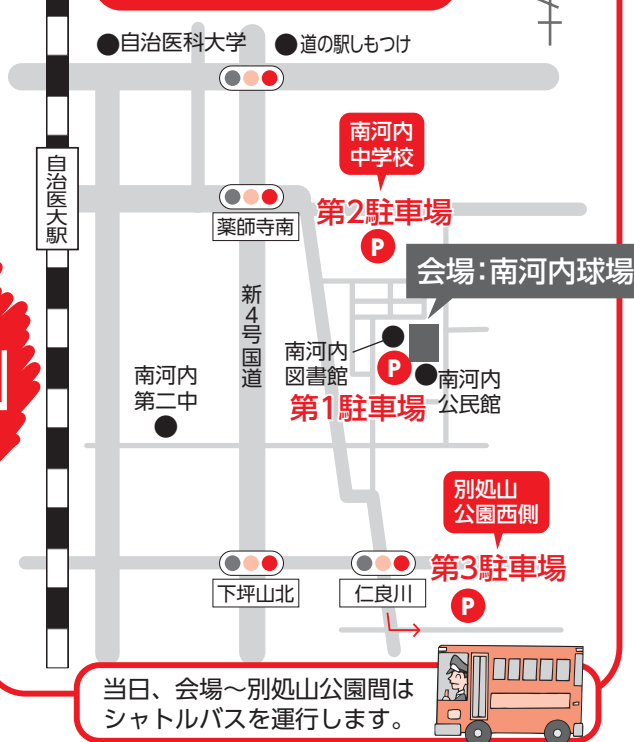 ●自治医科大学 ●道の駅しもつけ
自治医大駅
南河内
中学校
第2駐車場
P
薬師寺南
会場:南河内球場
新4号国道
南河内
図書館
P
第1駐車場
南河内
公民館
南河内
第二中
別処山
公園西側
第3駐車場
P
下坪山北
仁良川
当日、会場~別処山公園間は
シャトルバスを運行します。